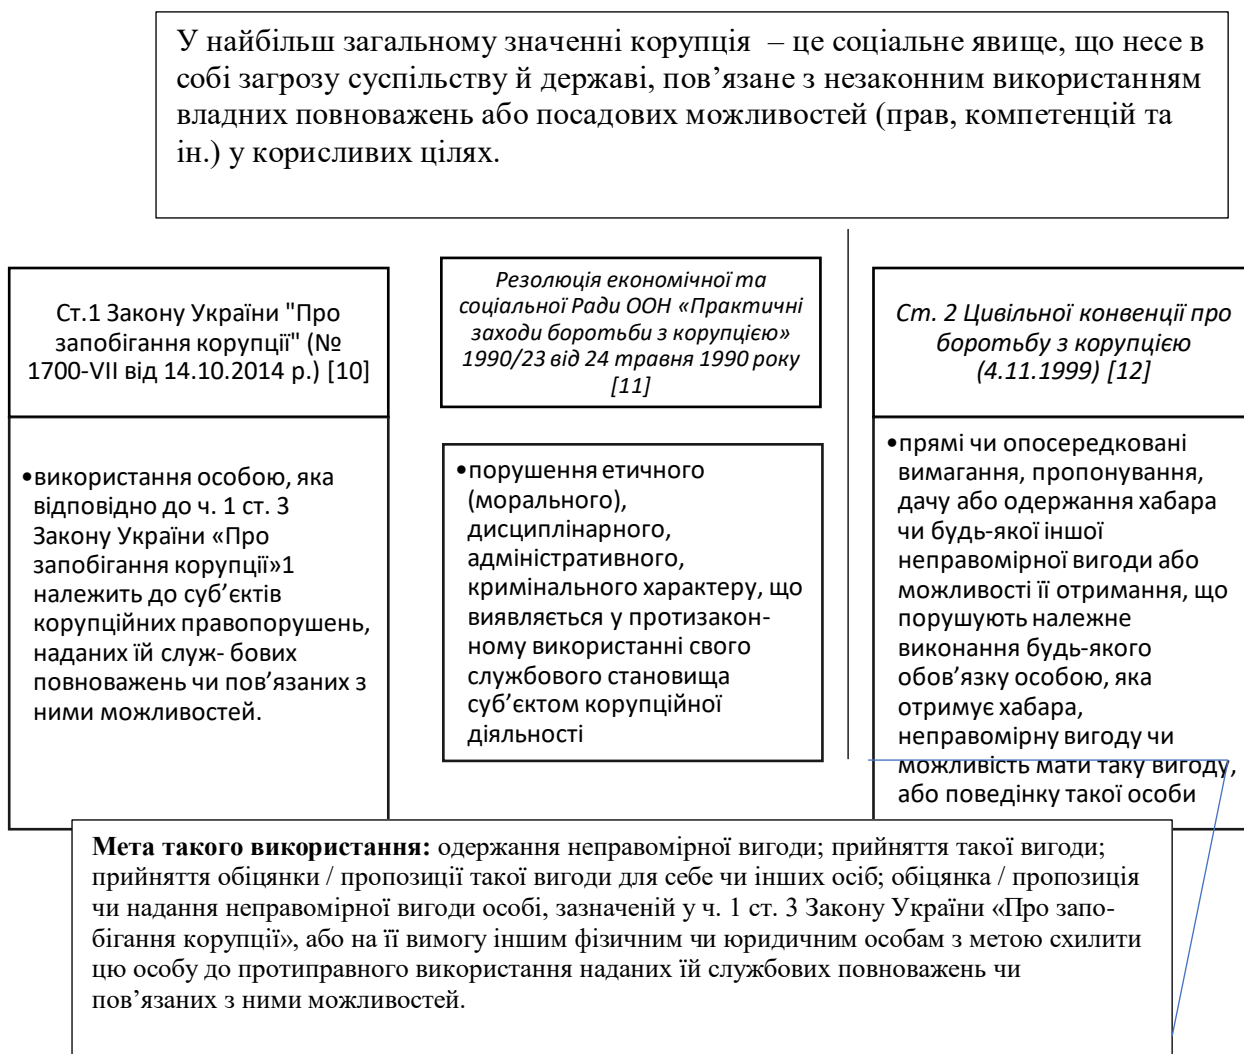 У найбільш загальному значенні корупція – це соціальне явище, що несе в
собі загрозу суспільству й державі, пов’язане з незаконним використанням
владних повноважень або посадових можливостей (прав, компетенцій та
ін.) у корисливих цілях.
Ст.1 Закону України "Про
запобігання корупції" (№
1700-VII від 14.10.2014 р.) [10]
•використання особою, яка
відповідно до ч. 1 ст. 3
Закону України «Про
запобігання корупції»1
належить до суб’єктів
корупційних правопорушень,
наданих їй служ- бових
повноважень чи пов’язаних з
ними можливостей.
Резолюція економічної та
соціальної Ради ООН «Практичні
заходи боротьби з корупцією»
1990/23 від 24 травня 1990 року
[11]
•порушення етичного
(морального),
дисциплінарного,
адміністративного,
кримінального характеру, що
виявляється у протизакон-
ному використанні свого
службового становища
суб’єктом корупційної
діяльності
Ст. 2 Цивільної конвенції про
боротьбу з корупцією
(4.11.1999) [12]
•прямі чи опосередковані
вимагання, пропонування,
дачу або одержання хабара
чи будь-якої іншої
неправомірної вигоди або
можливості її отримання, що
порушують належне
виконання будь-якого
обов’язку особою, яка
отримує хабара,
неправомірну вигоду чи
можливість мати таку вигоду,
або поведінку такої особи
Мета такого використання: одержання неправомірної вигоди; прийняття такої вигоди;
прийняття обіцянки / пропозиції такої вигоди для себе чи інших осіб; обіцянка / пропозиція
чи надання неправомірної вигоди особі, зазначеній у ч. 1 ст. 3 Закону України «Про запо-
бігання корупції», або на її вимогу іншим фізичним чи юридичним особам з метою схилити
цю особу до протиправного використання наданих їй службових повноважень чи
пов’язаних з ними можливостей.